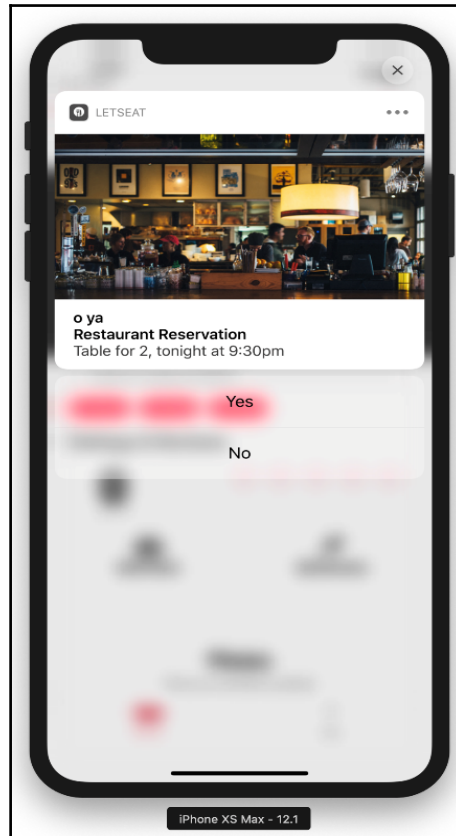 LETSEAT
o ya
Restaurant Reservation
Table for 2, tonight at 9:30pm
Yes
No
iPhone XS Max - 12.1